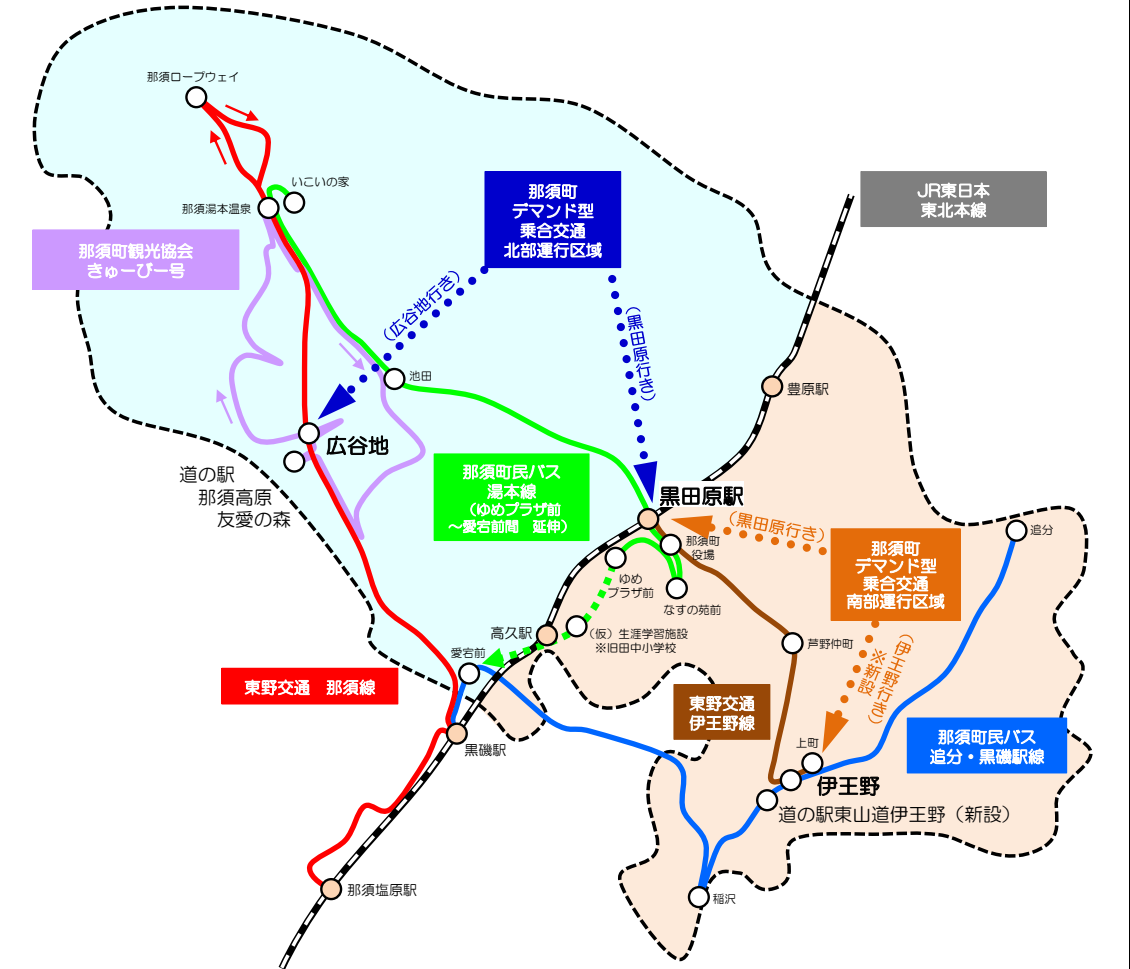 那須ロープウェイ
いこいの家
那須湯本温泉
那須町観光協会
きゅーびー号
那須町
デマンド型
乗合交通
北部運行区域
JR東日本
東北本線
（広谷地行き）
（黒田原行き）
池田
豊原駅
広谷地
道の駅
那須高原
友愛の森
那須町民バス
湯本線
（ゆめプラザ前
～愛宕前間　延伸）
黒田原駅
（黒田原行き）
那須町
役場
那須町
デマンド型
乗合交通
南部運行区域
追分
ゆめ
プラザ前
なすの苑前
高久駅
（仮）生涯学習施設
※旧田中小学校
芦野仲町
（伊王野行き）
※新設
愛宕前
東野交通　那須線
東野交通
伊王野線
那須町民バス
追分・黒磯駅線
黒磯駅
上町
伊王野
道の駅東山道伊王野（新設）
那須塩原駅
稲沢